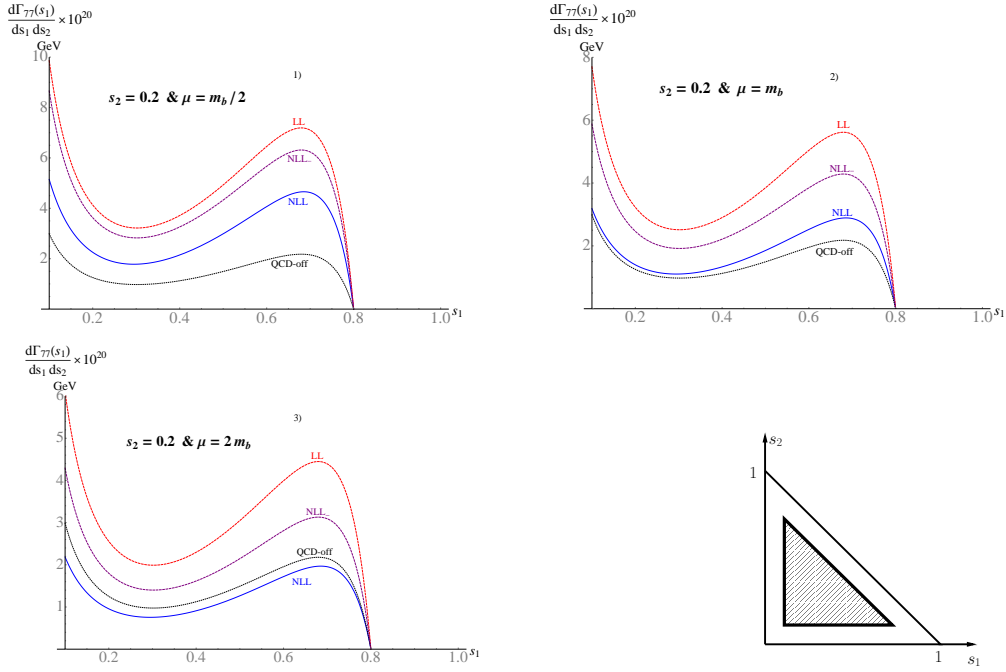 dΓ77(s1)
ds1 ds2
×10^20
GeV
10
8
6
4
2
1)
s2 = 0.2 & μ = mb / 2
LL
NLL_
NLL
QCD-off
0.2
0.4
0.6
0.8
1.0
s1
dΓ77(s1)
ds1 ds2
×10^20
GeV
8
6
4
2
2)
s2 = 0.2 & μ = mb
LL
NLL_
NLL
QCD-off
0.2
0.4
0.6
0.8
1.0
s1
dΓ77(s1)
ds1 ds2
×10^20
GeV
6
5
4
3
2
1
3)
s2 = 0.2 & μ = 2 mb
LL
NLL_
QCD-off
NLL
0.2
0.4
0.6
0.8
1.0
s1
s2
1
1
s1